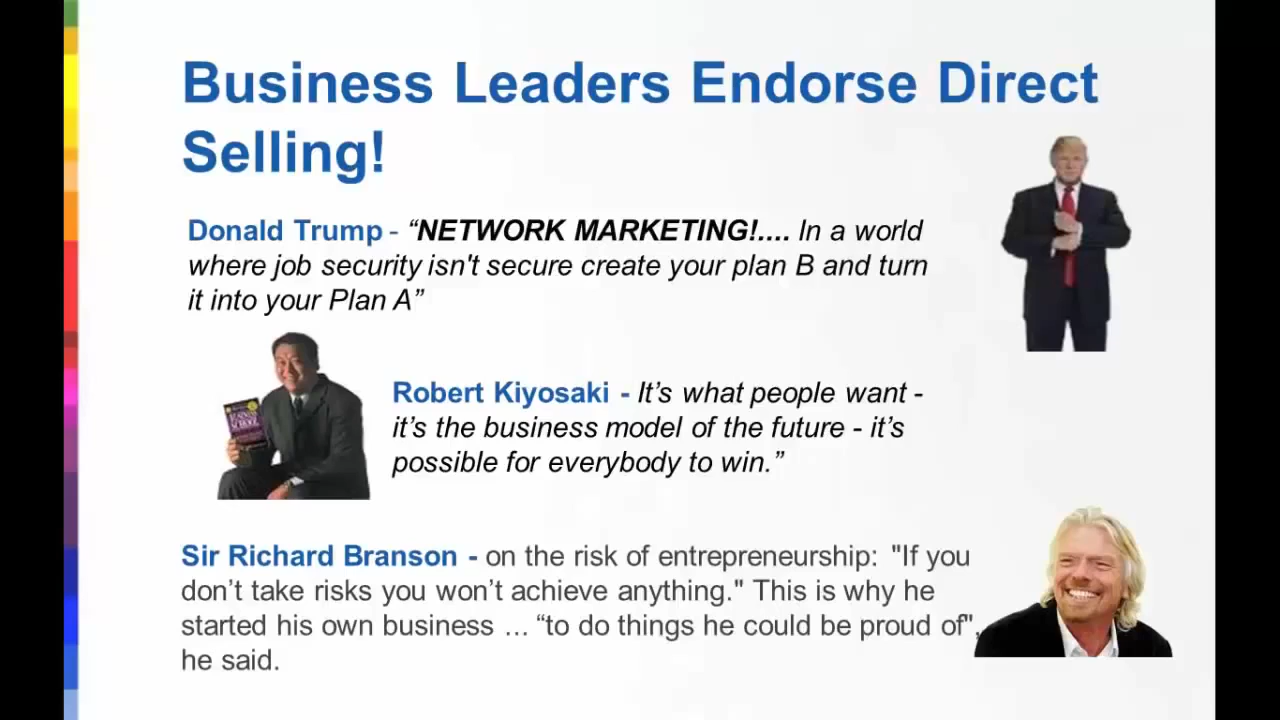 Business Leaders Endorse Direct
Selling!
Donald Trump - “NETWORK MARKETING!.... In a world
where job security isn't secure create your plan B and turn
it into your Plan A”
Robert Kiyosaki - It’s what people want -
it’s the business model of the future - it’s
possible for everybody to win.”
Sir Richard Branson - on the risk of entrepreneurship: "If you
don’t take risks you won’t achieve anything." This is why he
started his own business ... “to do things he could be proud of",
he said.